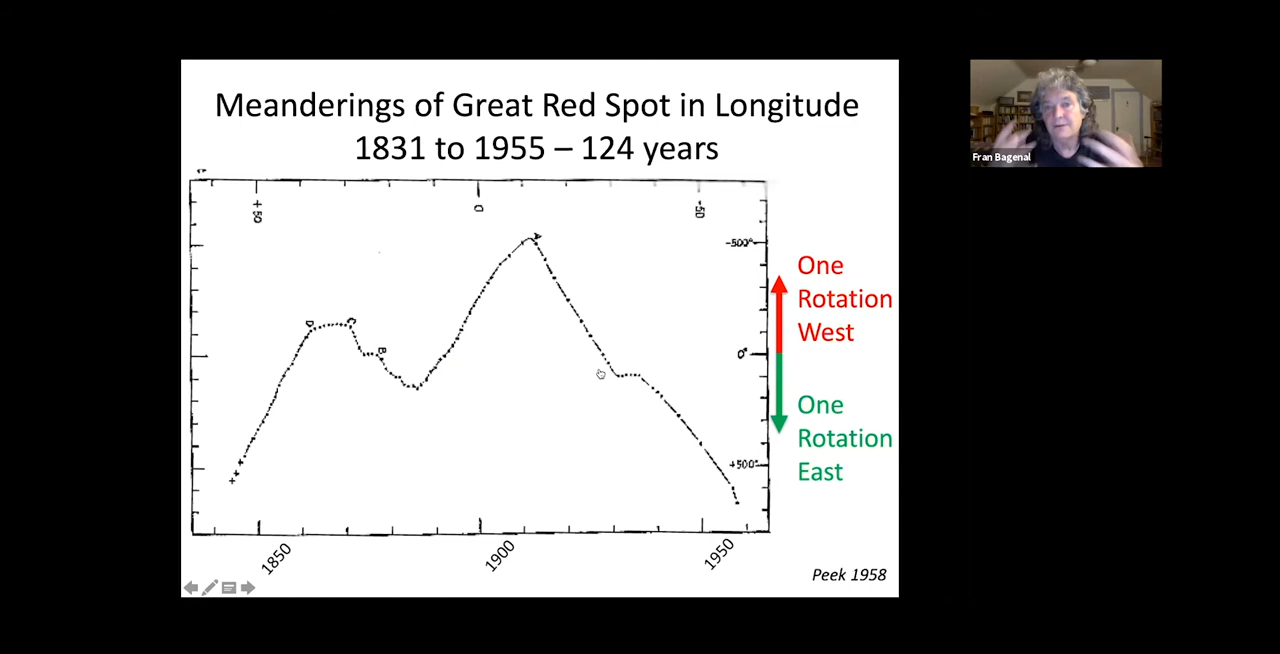 Meanderings of Great Red Spot in Longitude
1831 to 1955 – 124 years
+50
0
-50
A
-500°
D
C
B
0°
+500°
One
Rotation
West
One
Rotation
East
1850
1900
1950
Peek 1958
Fran Bagenal